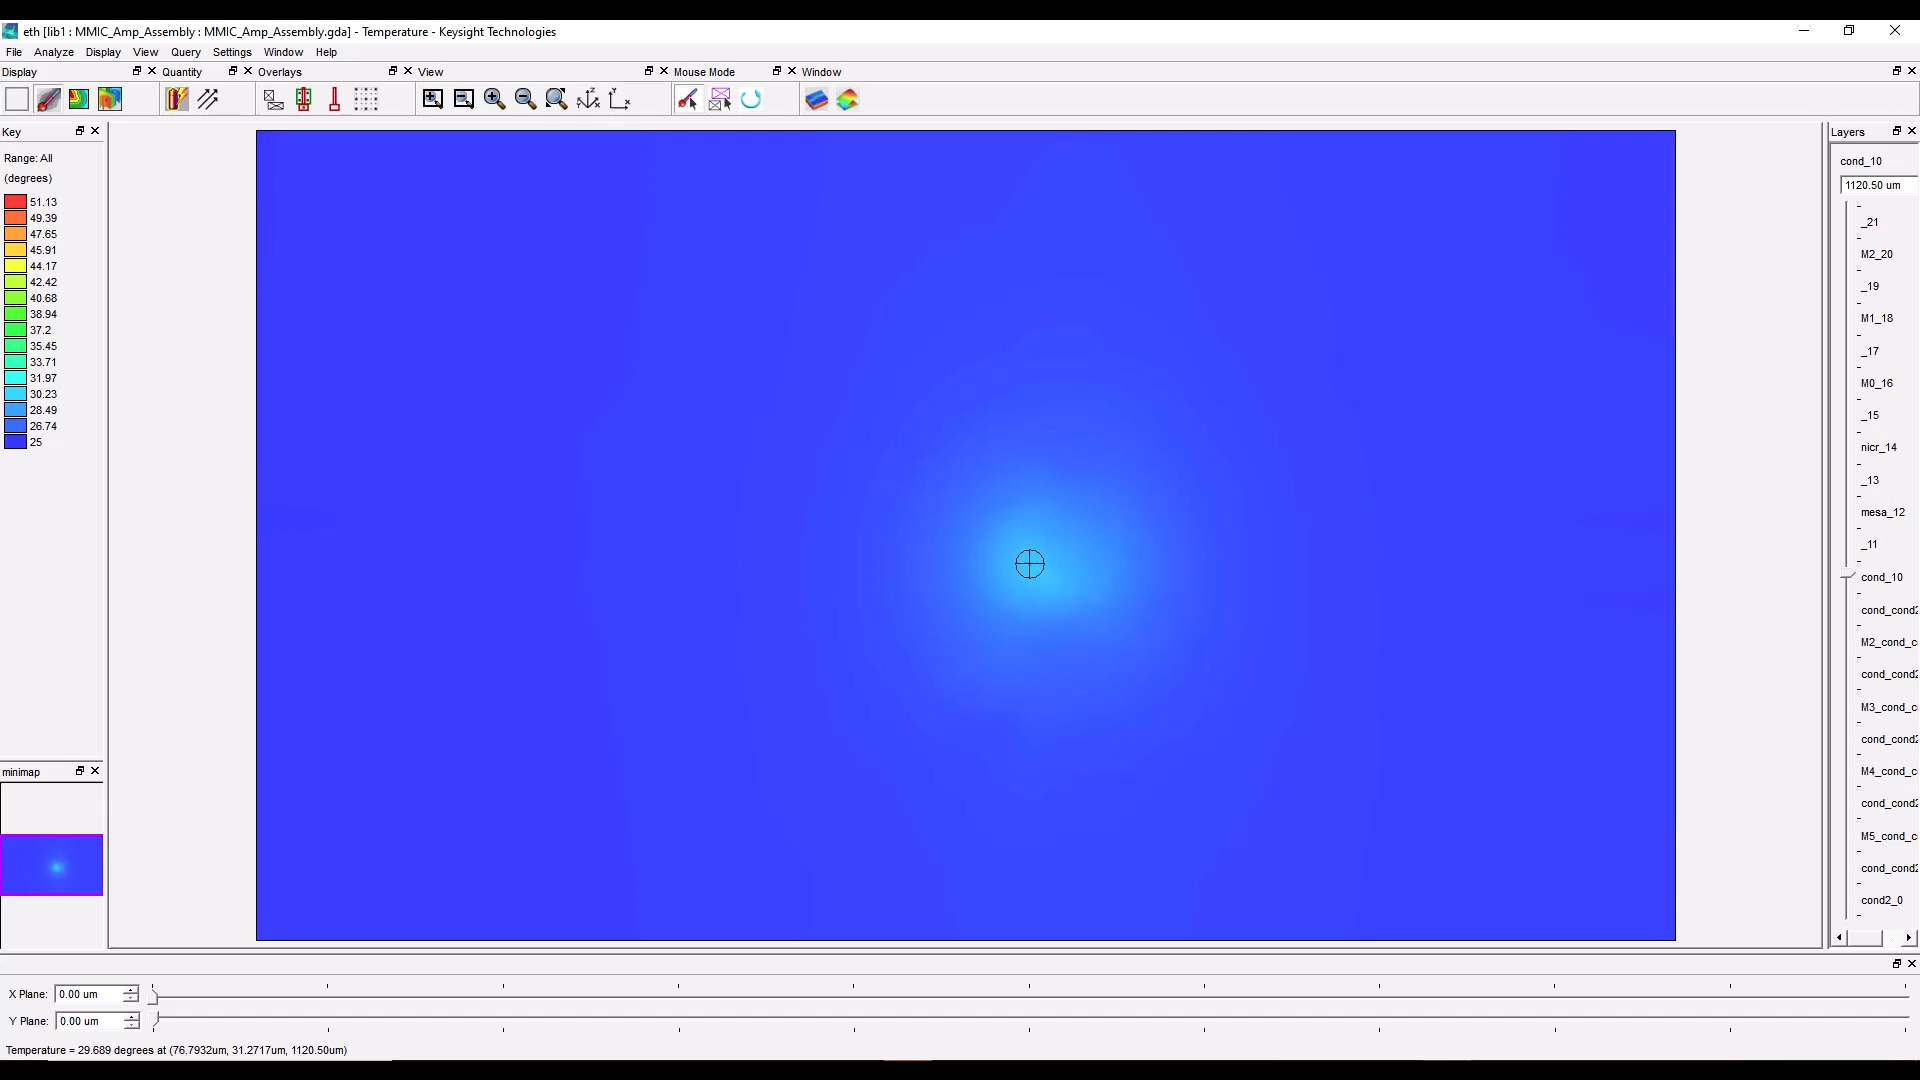 eth [lib1 : MMIC_Amp_Assembly : MMIC_Amp_Assembly.gda] - Temperature - Keysight Technologies
File Analyze Display View Query Settings Window Help
Display Quantity Overlays View Mouse Mode Window
Key
Range: All
(degrees)
51.13
49.39
47.65
45.91
44.17
42.42
40.68
38.94
37.2
35.45
33.71
31.97
30.23
28.49
26.74
25
minimap
Layers
cond_10
1120.50 um
_21
M2_20
_19
M1_18
_17
M0_16
_15
nicr_14
_13
mesa_12
_11
cond_10
cond_cond2
M2_cond_c
cond_cond2
M3_cond_c
cond_cond2
M4_cond_c
cond_cond2
M5_cond_c
cond_cond2
cond2_0
X Plane: 0.00 um
Y Plane: 0.00 um
Temperature = 29.689 degrees at (76.7932um, 31.2717um, 1120.50um)